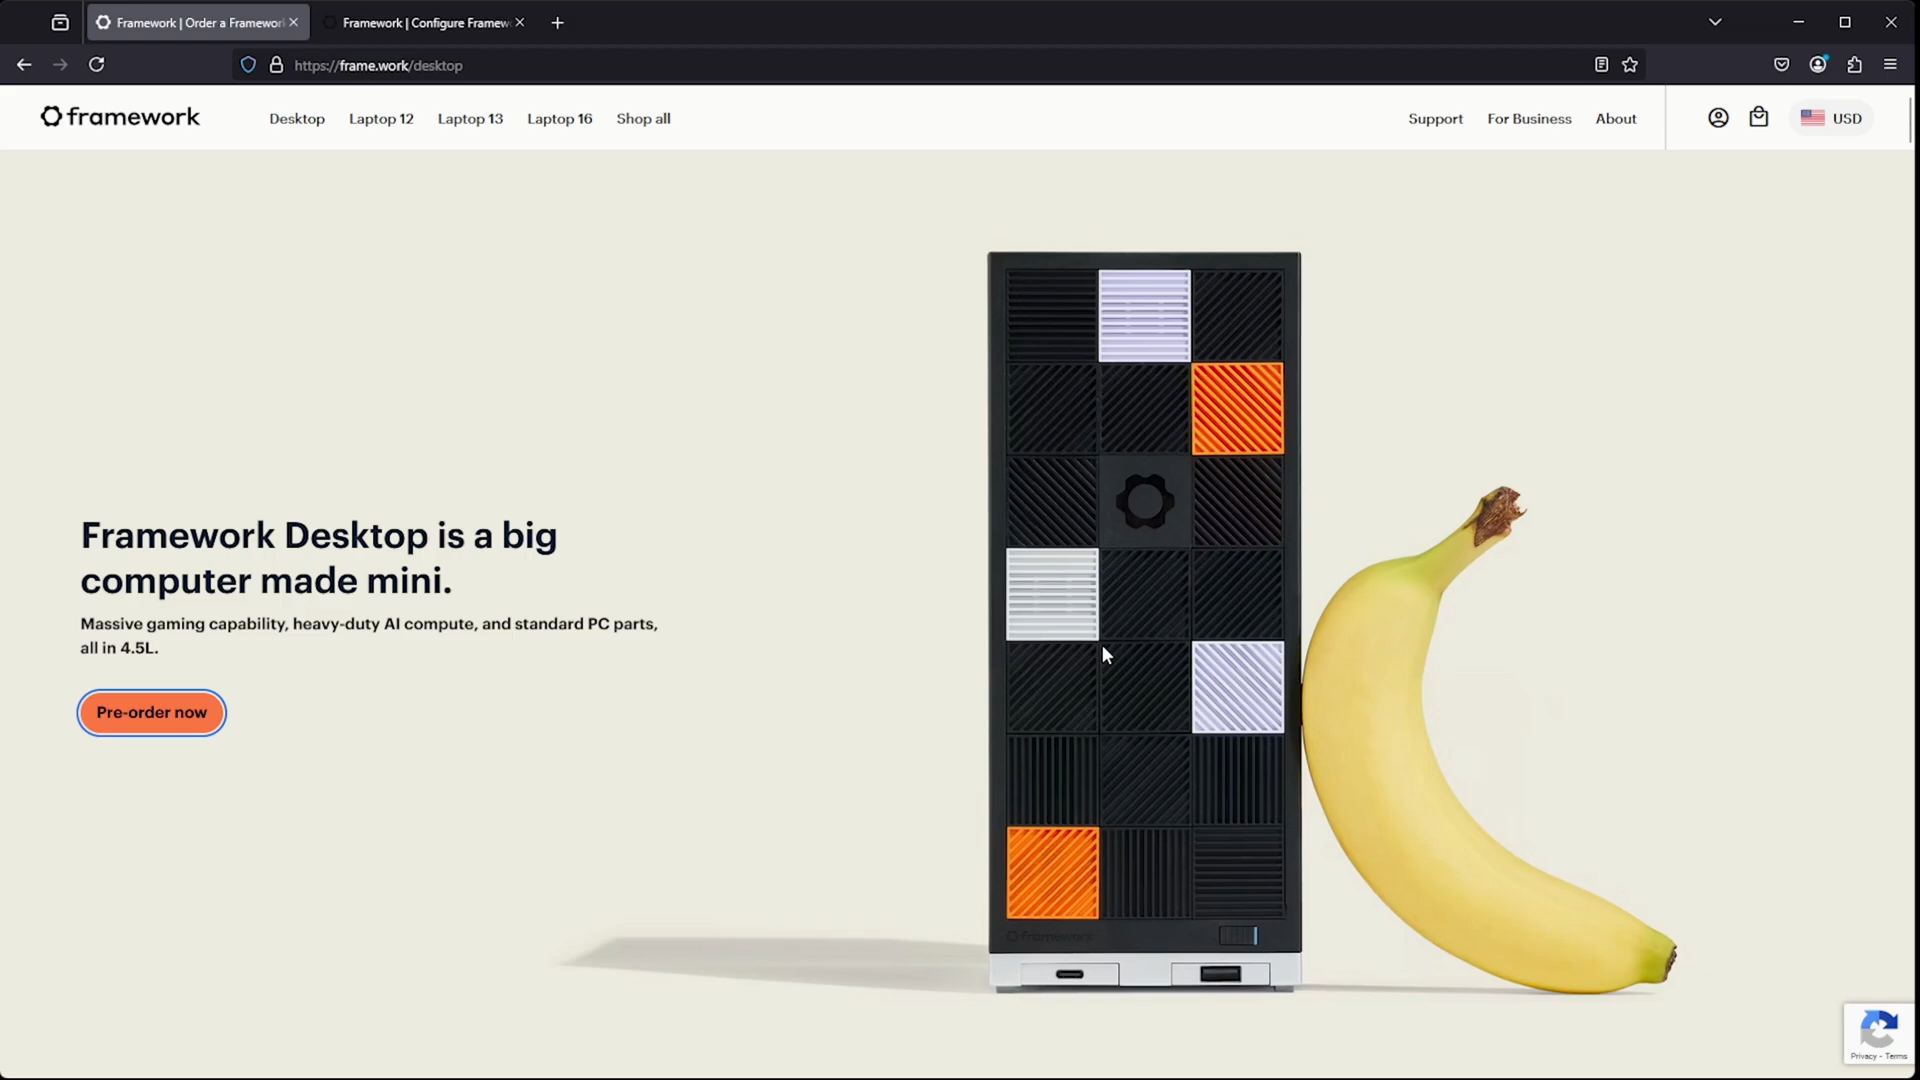 Framework | Order a Framewor
Framework | Configure Framew
https://frame.work/desktop
framework
Desktop
Laptop 12
Laptop 13
Laptop 16
Shop all
Support
For Business
About
USD
Framework Desktop is a big
computer made mini.
Massive gaming capability, heavy-duty AI compute, and standard PC parts,
all in 4.5L.
Pre-order now
framework
Privacy - Terms